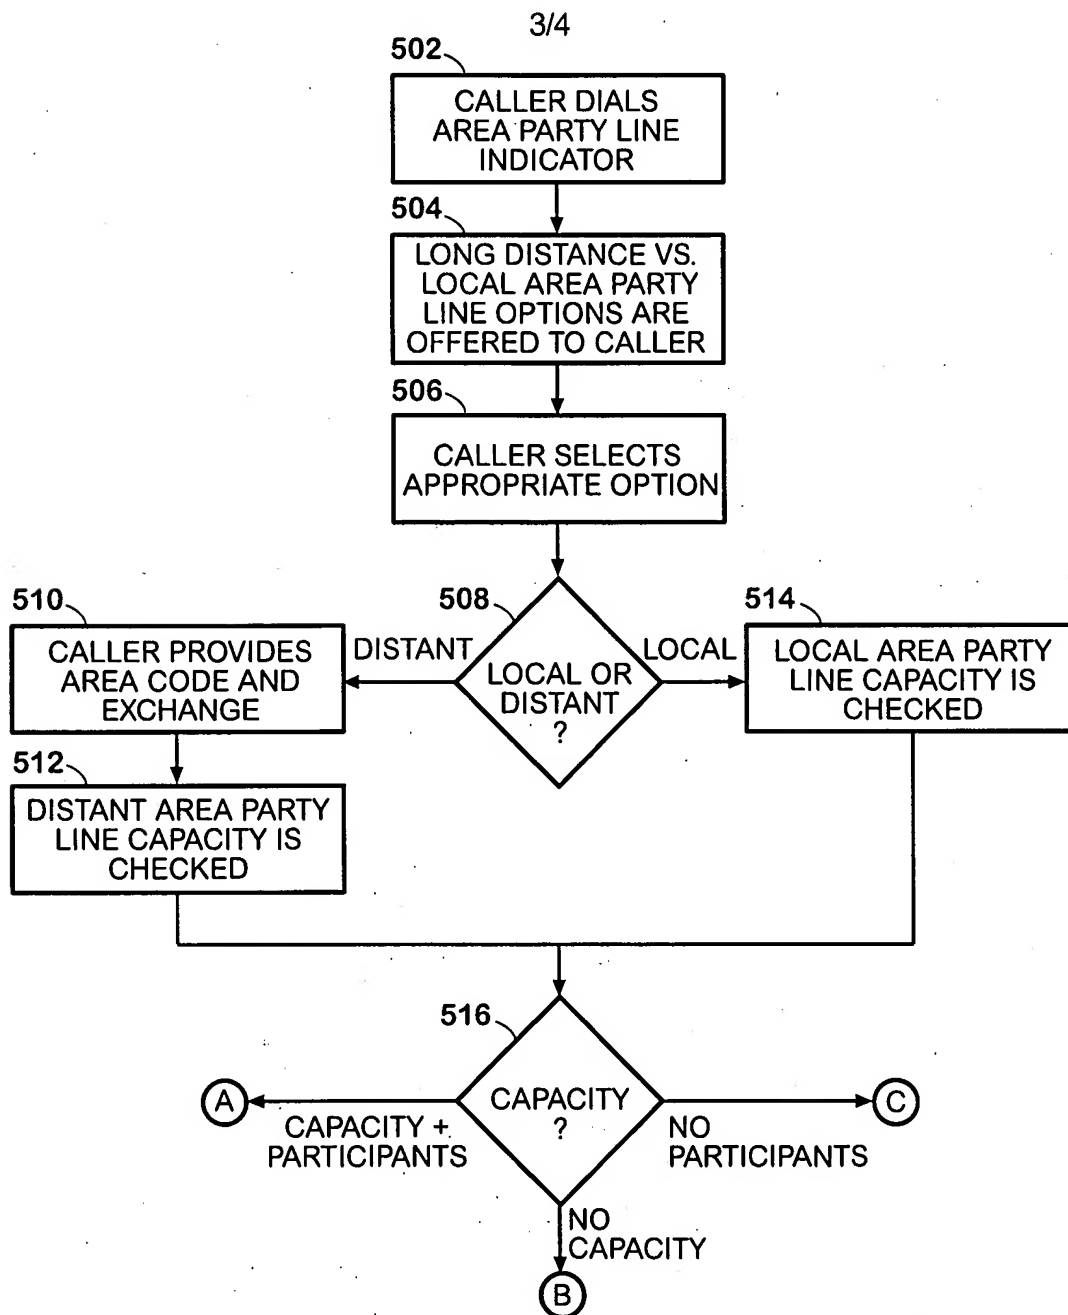 3/4
502
CALLER DIALS
AREA PARTY LINE
INDICATOR
504
LONG DISTANCE VS.
LOCAL AREA PARTY
LINE OPTIONS ARE
OFFERED TO CALLER
506
CALLER SELECTS
APPROPRIATE OPTION
508
LOCAL OR
DISTANT
?
DISTANT
LOCAL
510
CALLER PROVIDES
AREA CODE AND
EXCHANGE
514
LOCAL AREA PARTY
LINE CAPACITY IS
CHECKED
512
DISTANT AREA PARTY
LINE CAPACITY IS
CHECKED
516
CAPACITY
?
A
CAPACITY +
PARTICIPANTS
C
NO
PARTICIPANTS
NO
CAPACITY
B